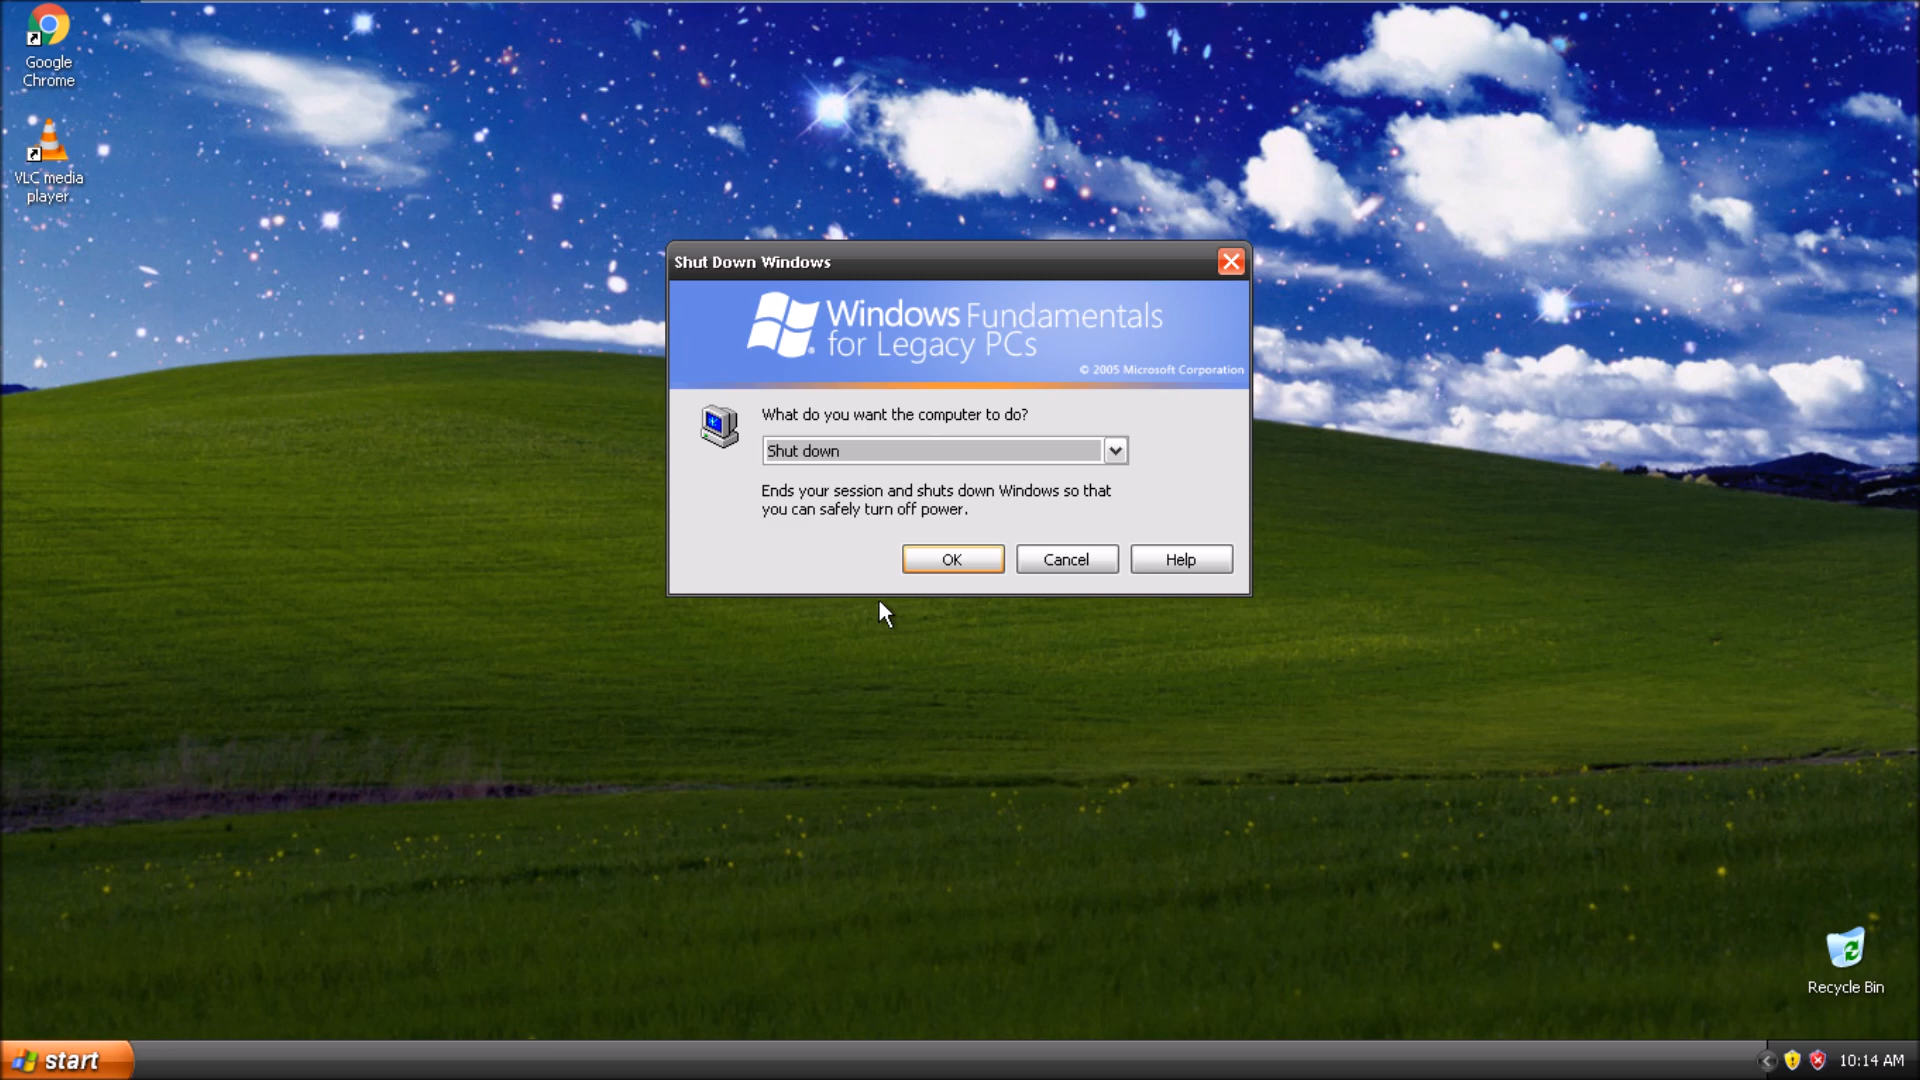 Google
Chrome
VLC media
player
Shut Down Windows
Windows Fundamentals
for Legacy PCs
© 2005 Microsoft Corporation
What do you want the computer to do?
Shut down
Ends your session and shuts down Windows so that
you can safely turn off power.
OK
Cancel
Help
Recycle Bin
start
10:14 AM